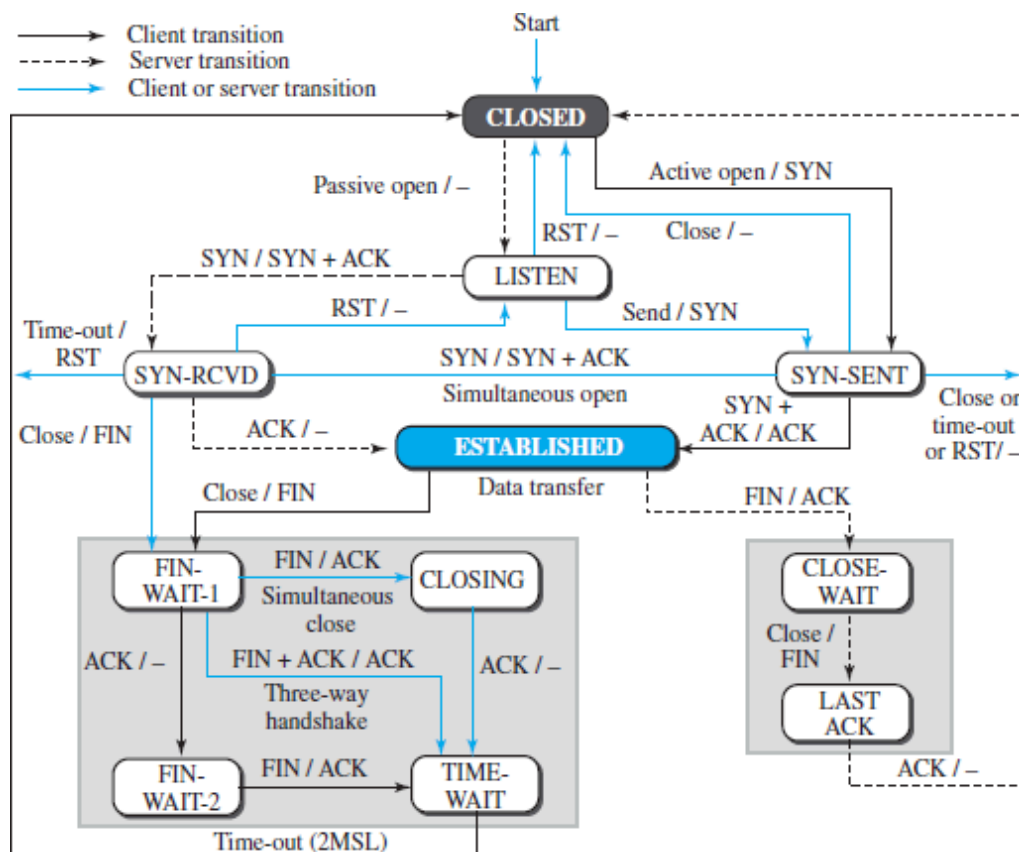 Client transition
Server transition
Client or server transition
Start
CLOSED
Passive open / –
Active open / SYN
RST / –
Close / –
SYN / SYN + ACK
LISTEN
RST / –
Send / SYN
Time-out /
RST
SYN-RCVD
SYN / SYN + ACK
Simultaneous open
SYN-SENT
Close or
time-out
or RST/ –
Close / FIN
ACK / –
SYN +
ACK / ACK
ESTABLISHED
Data transfer
Close / FIN
FIN / ACK
FIN-
WAIT-1
FIN / ACK
Simultaneous
close
CLOSING
CLOSE-
WAIT
ACK / –
FIN + ACK / ACK
Three-way
handshake
ACK / –
Close /
FIN
LAST
ACK
FIN-
WAIT-2
FIN / ACK
TIME-
WAIT
ACK / –
Time-out (2MSL)